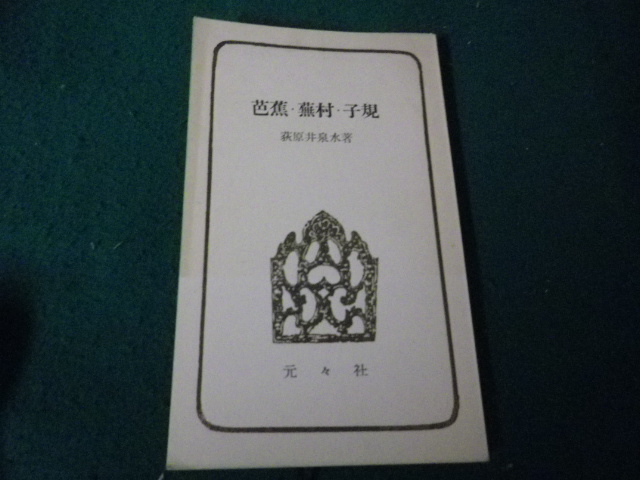 芭蕉・蕪村・子規
荻原井泉水著
元々社